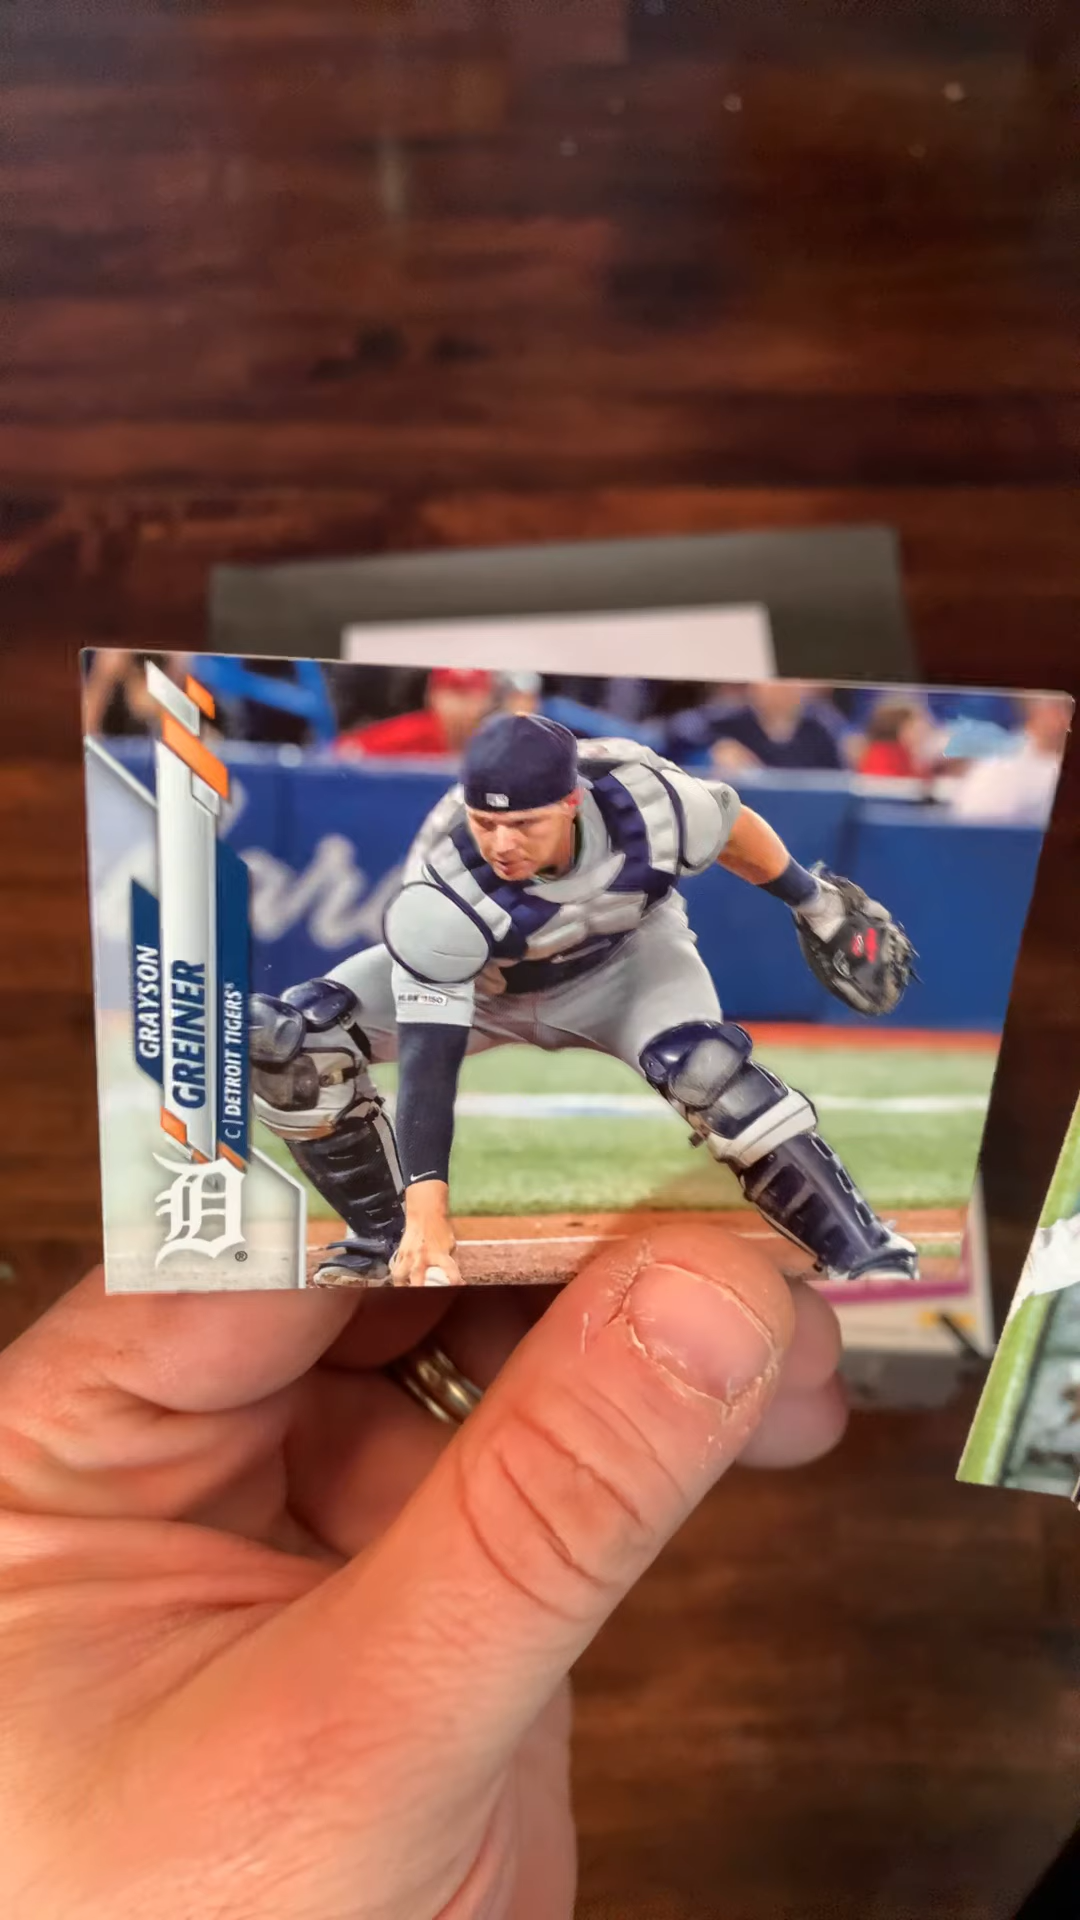 GRAYSON
GREINER
C | DETROIT TIGERS®
D®
MLB 150